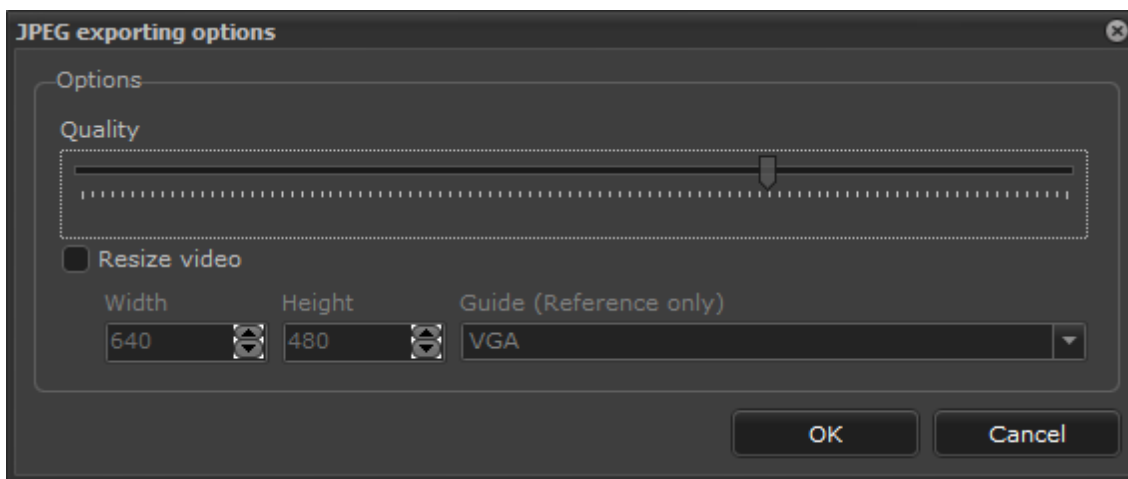 JPEG exporting options
Options
Quality
Resize video
Width Height Guide (Reference only)
640 480 VGA
OK Cancel